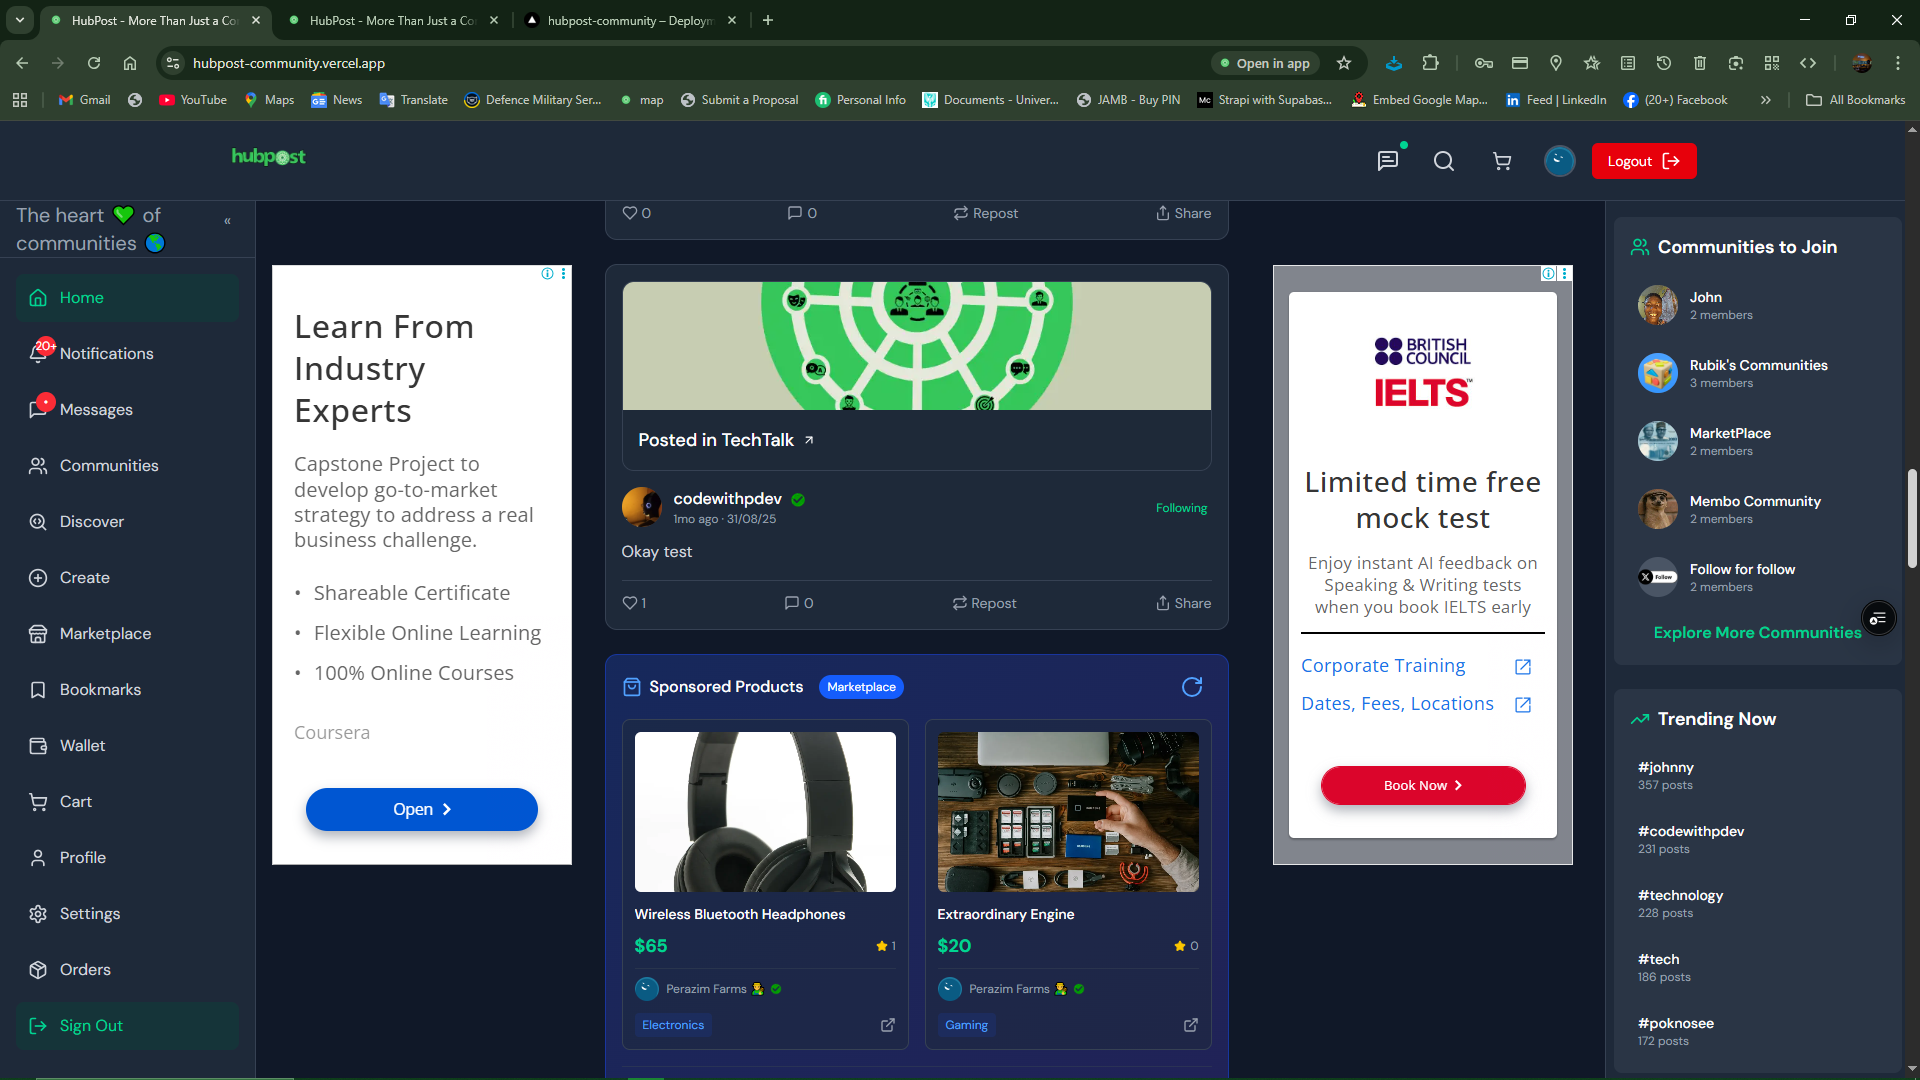 HubPost - More Than Just a Co
HubPost - More Than Just a Co
hubpost-community – Deploym
hubpost-community.vercel.app
Open in app
Gmail
YouTube
Maps
News
Translate
Defence Military Ser...
map
Submit a Proposal
Personal Info
Documents - Univer...
JAMB - Buy PIN
Strapi with Supabas...
Embed Google Map...
Feed | LinkedIn
(20+) Facebook
All Bookmarks
hubpost
Logout
The heart 💚 of
communities 🌎
«
Home
20+
Notifications
Messages
Communities
Discover
Create
Marketplace
Bookmarks
Wallet
Cart
Profile
Settings
Orders
Sign Out
Learn From
Industry
Experts
Capstone Project to
develop go-to-market
strategy to address a real
business challenge.
• Shareable Certificate
• Flexible Online Learning
• 100% Online Courses
Coursera
Open
0
0
Repost
Share
Posted in TechTalk
codewithpdev
1mo ago · 31/08/25
Following
Okay test
1
0
Repost
Share
Sponsored Products
Marketplace
Wireless Bluetooth Headphones
$65
1
Perazim Farms
Electronics
Extraordinary Engine
$20
0
Perazim Farms
Gaming
BRITISH
COUNCIL
IELTS™
Limited time free
mock test
Enjoy instant AI feedback on
Speaking & Writing tests
when you book IELTS early
Corporate Training
Dates, Fees, Locations
Book Now
Communities to Join
John
2 members
Rubik's Communities
3 members
MarketPlace
2 members
Membo Community
2 members
X Follow
Follow for follow
2 members
Explore More Communities
Trending Now
#johnny
357 posts
#codewithpdev
231 posts
#technology
228 posts
#tech
186 posts
#poknosee
172 posts